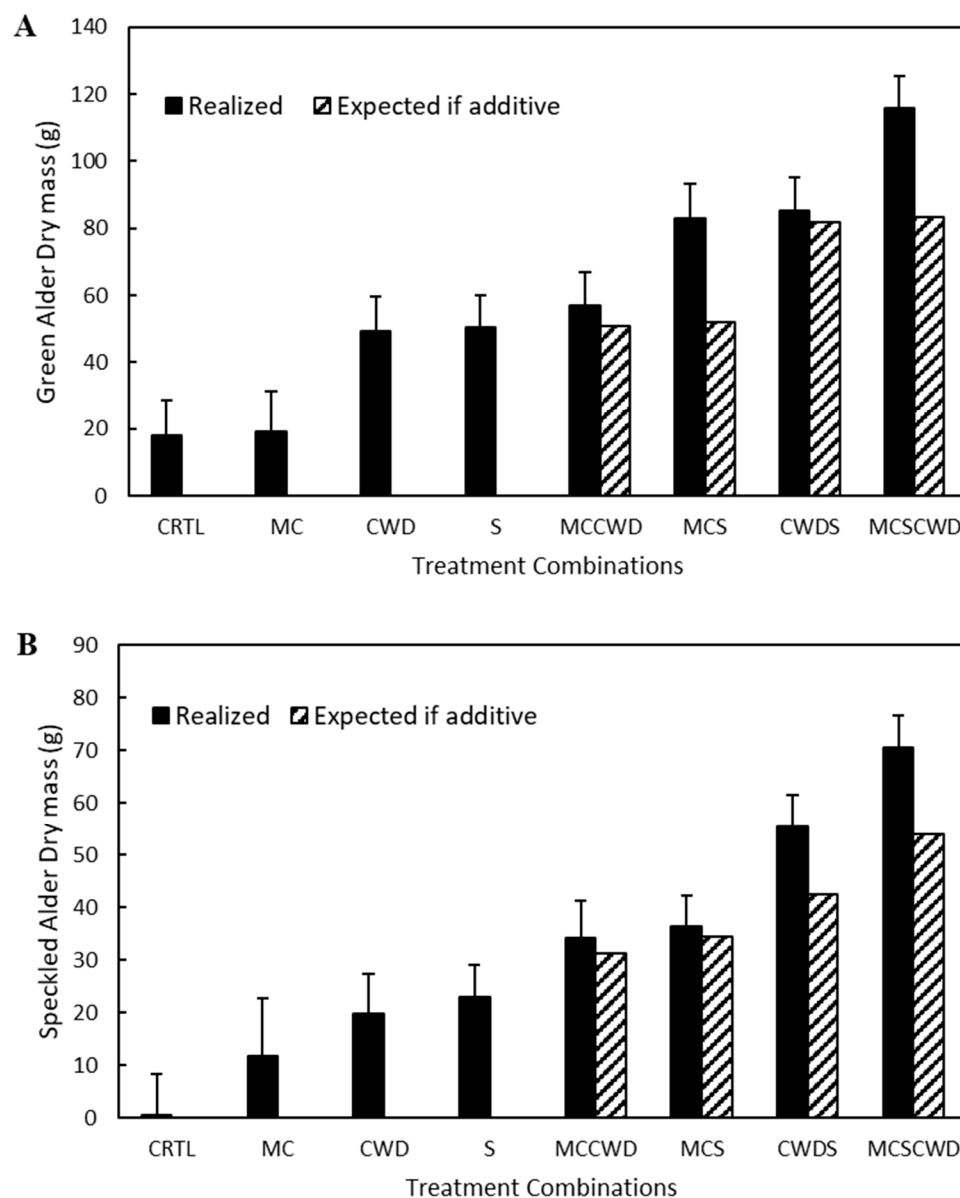 A
140
120
100
80
60
40
20
0
Green Alder Dry mass (g)
Realized Expected if additive
CRTL MC CWD S MCCWD MCS CWDS MCSCWD
Treatment Combinations
B
90
80
70
60
50
40
30
20
10
0
Speckled Alder Dry mass (g)
Realized Expected if additive
CRTL MC CWD S MCCWD MCS CWDS MCSCWD
Treatment Combinations